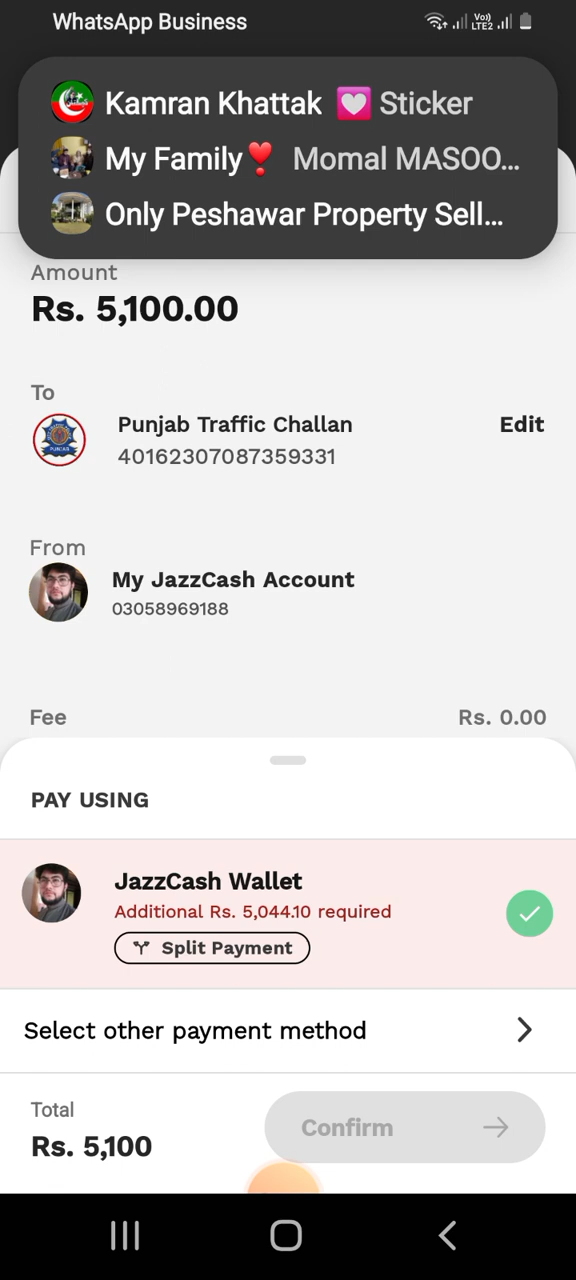 WhatsApp Business
Vo))
LTE2
Kamran Khattak 💟 Sticker
My Family❣️ Momal MASOO...
Only Peshawar Property Sell...
Amount
Rs. 5,100.00
To
Punjab Traffic Challan
Edit
40162307087359331
From
My JazzCash Account
03058969188
Fee
Rs. 0.00
PAY USING
JazzCash Wallet
Additional Rs. 5,044.10 required
Split Payment
Select other payment method
Total
Rs. 5,100
Confirm